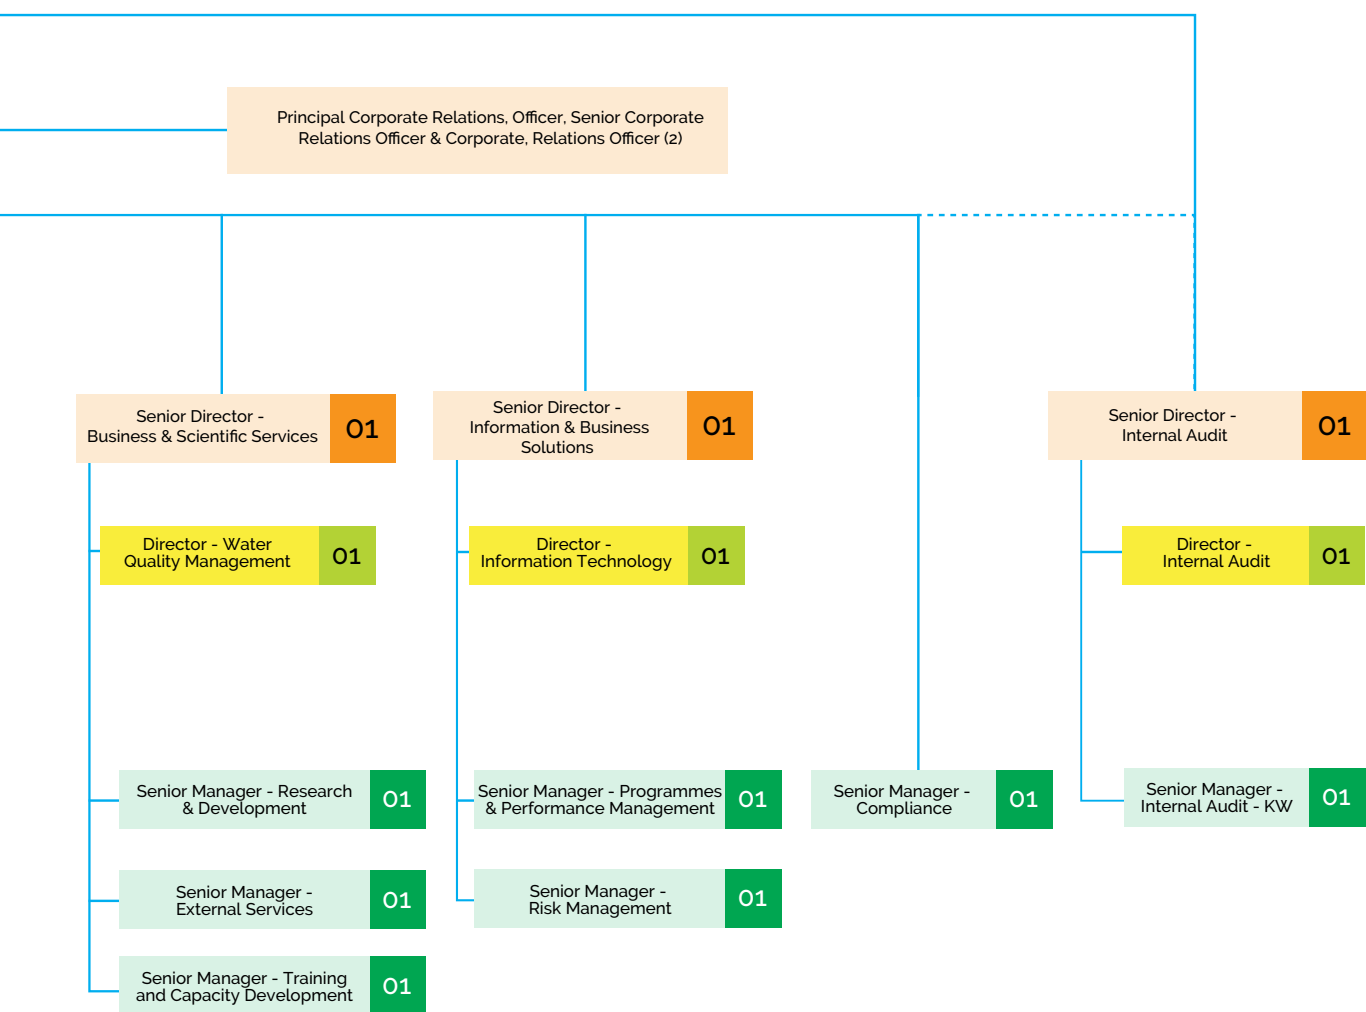 Principal Corporate Relations, Officer, Senior Corporate
Relations Officer & Corporate, Relations Officer (2)
Senior Director -
Business & Scientific Services
01
Senior Director -
Information & Business
Solutions
01
Senior Director -
Internal Audit
01
Director - Water
Quality Management
01
Director -
Information Technology
01
Director -
Internal Audit
01
Senior Manager - Research
& Development
01
Senior Manager - Programmes
& Performance Management
01
Senior Manager -
Compliance
01
Senior Manager -
Internal Audit - KW
01
Senior Manager -
External Services
01
Senior Manager -
Risk Management
01
Senior Manager - Training
and Capacity Development
01